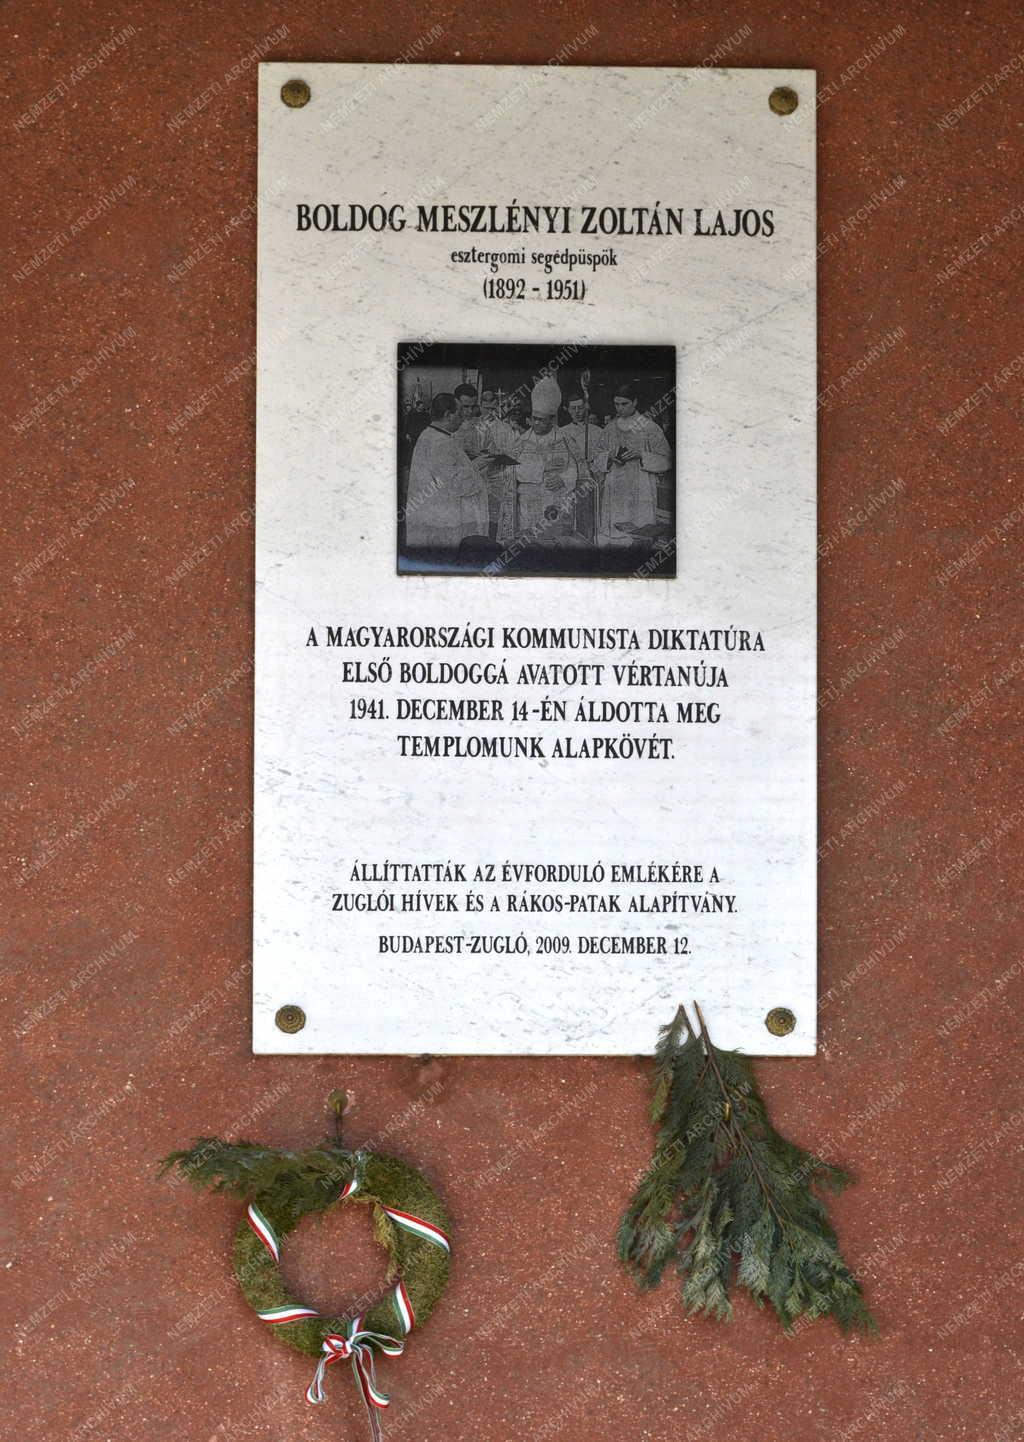 BOLDOG MESZLÉNYI ZOLTÁN LAJOS
esztergomi segédpüspök
(1892 - 1951)
A MAGYARORSZÁGI KOMMUNISTA DIKTATÚRA
ELSŐ BOLDOGGÁ AVATOTT VÉRTANÚJA
1941. DECEMBER 14-ÉN ÁLDOTTA MEG
TEMPLOMUNK ALAPKÖVÉT.
ÁLLÍTTATTÁK AZ ÉVFORDULÓ EMLÉKÉRE A
ZUGLÓI HÍVEK ÉS A RÁKOS-PATAK ALAPÍTVÁNY.
BUDAPEST-ZUGLÓ, 2009. DECEMBER 12.
NEMZETI ARCHÍVUM